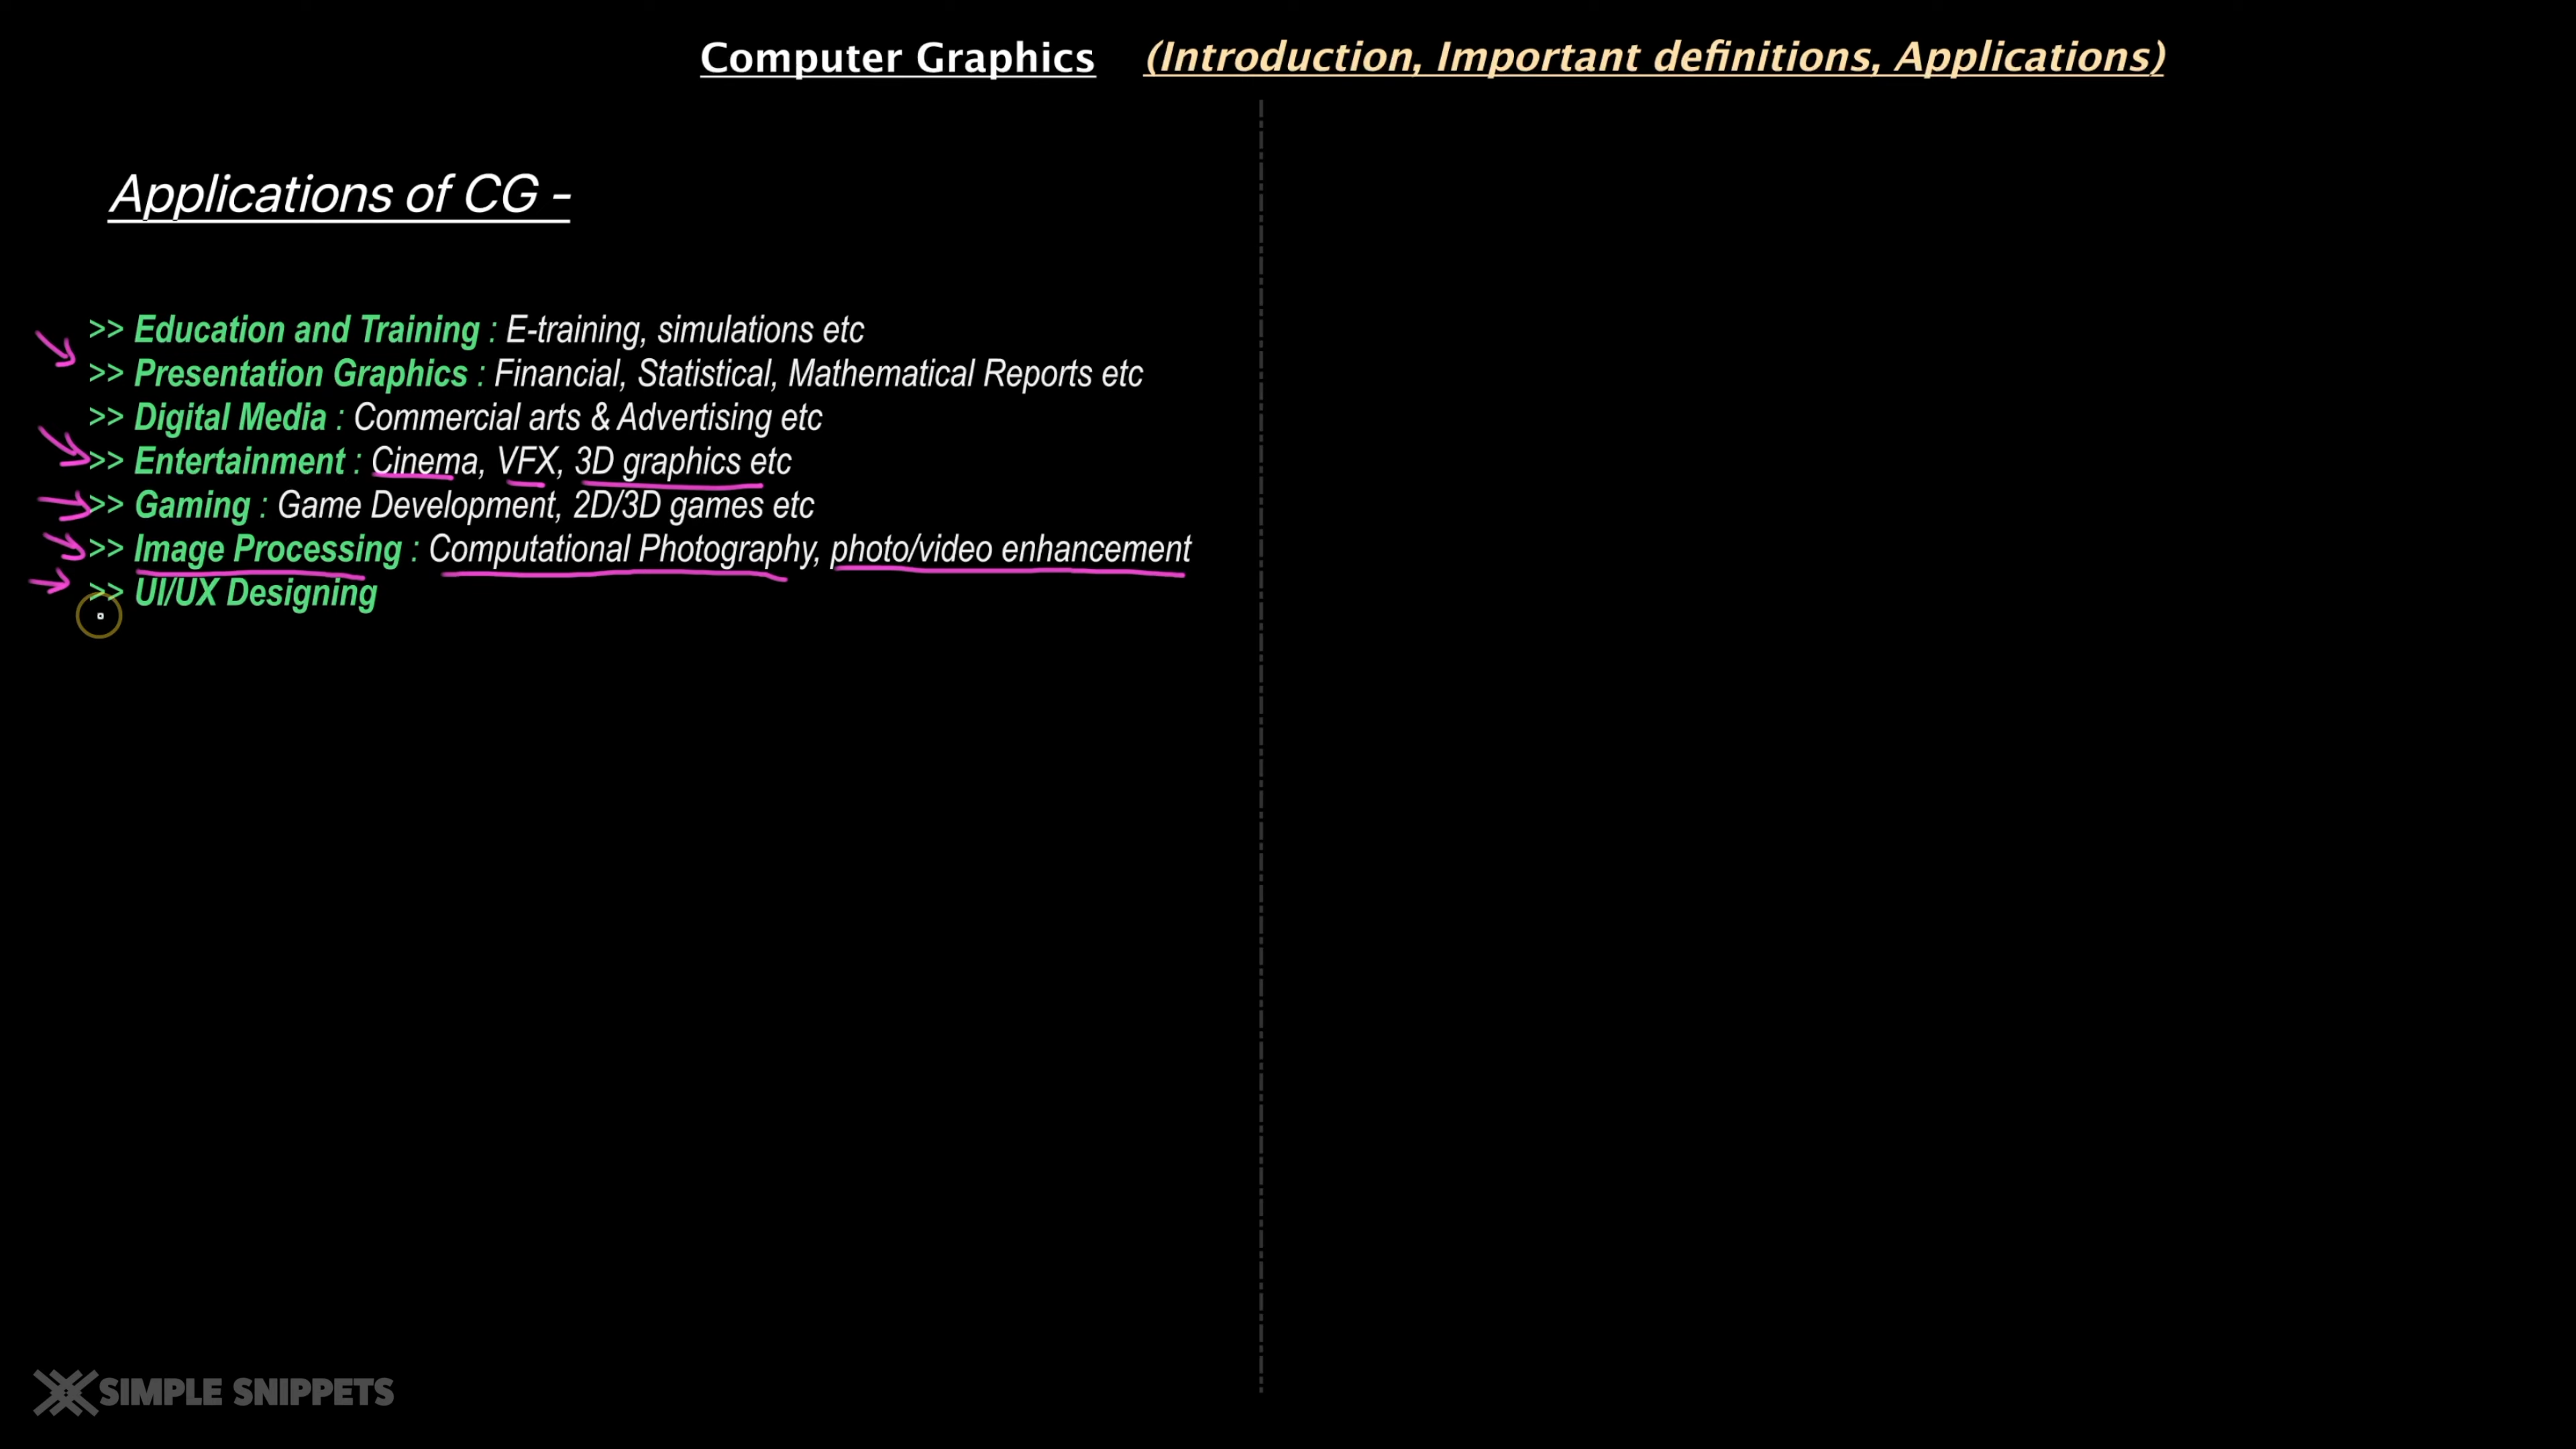 Computer Graphics (Introduction, Important definitions, Applications)
Applications of CG -
>> Education and Training : E-training, simulations etc
>> Presentation Graphics : Financial, Statistical, Mathematical Reports etc
>> Digital Media : Commercial arts & Advertising etc
>> Entertainment : Cinema, VFX, 3D graphics etc
>> Gaming : Game Development, 2D/3D games etc
>> Image Processing : Computational Photography, photo/video enhancement
>> UI/UX Designing
SIMPLE SNIPPETS